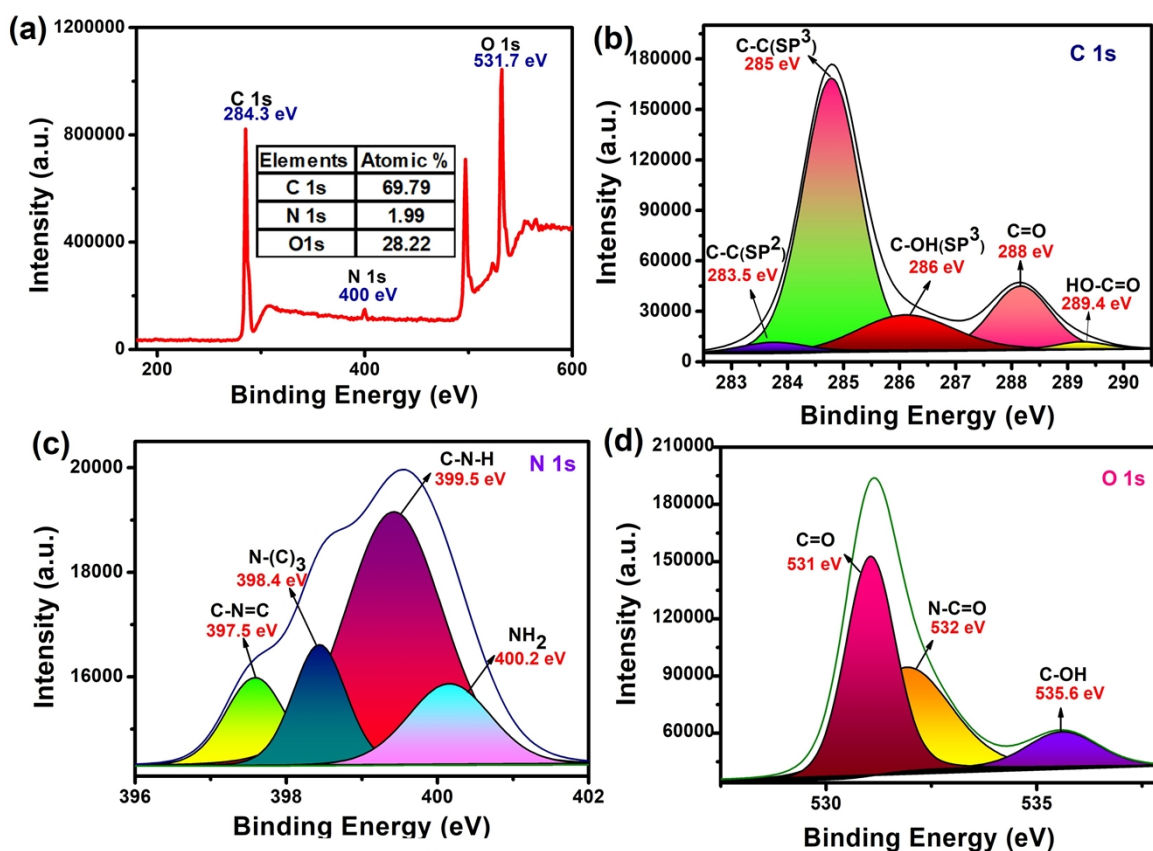 (a)
1200000
800000
400000
0
200
400
600
Intensity (a.u.)
Binding Energy (eV)
C 1s
284.3 eV
N 1s
400 eV
O 1s
531.7 eV
Elements Atomic %
C 1s 69.79
N 1s 1.99
O1s 28.22
(b)
C 1s
180000
150000
120000
90000
60000
30000
0
283 284 285 286 287 288 289 290
Intensity (a.u.)
Binding Energy (eV)
C-C(SP³)
285 eV
C-C(SP²)
283.5 eV
C-OH(SP³)
286 eV
C=O
288 eV
HO-C=O
289.4 eV
(c)
N 1s
20000
18000
16000
396 398 400 402
Intensity (a.u.)
Binding Energy (eV)
C-N=C
397.5 eV
N-(C)₃
398.4 eV
C-N-H
399.5 eV
NH₂
400.2 eV
(d)
O 1s
210000
180000
150000
120000
90000
60000
530 535
Intensity (a.u.)
Binding Energy (eV)
C=O
531 eV
N-C=O
532 eV
C-OH
535.6 eV